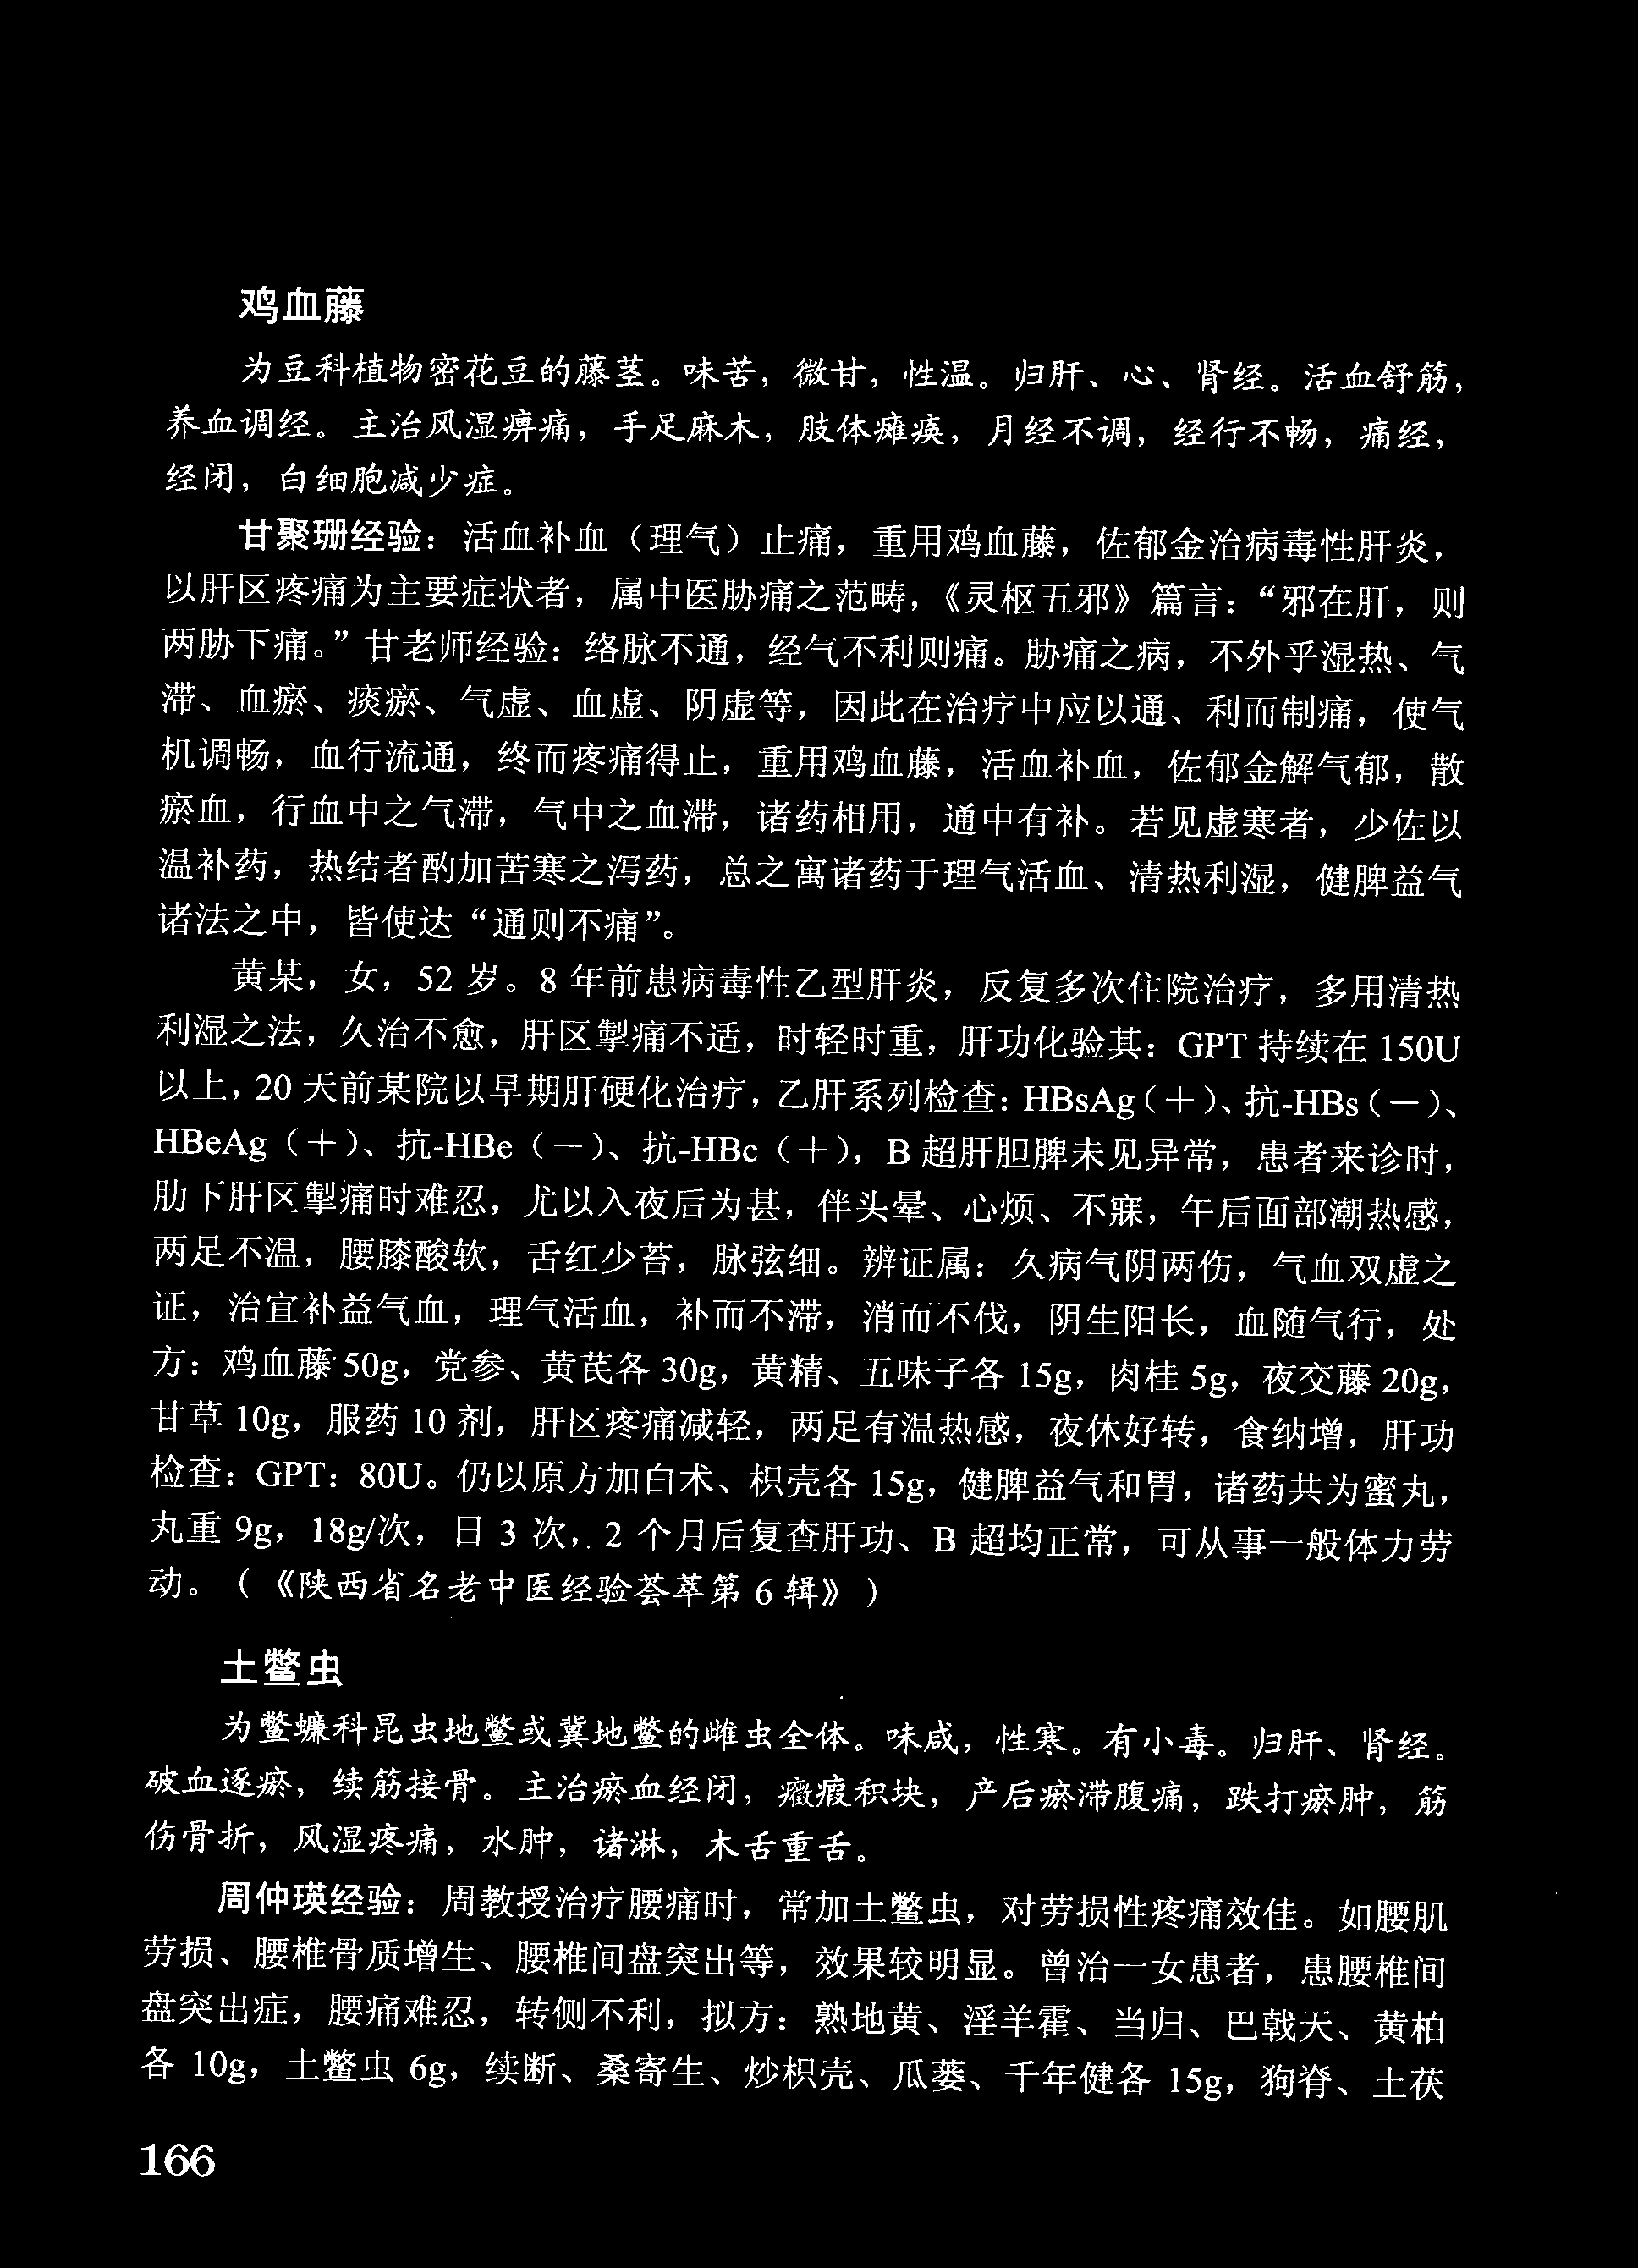 鸡血藤
为豆科植物密花豆的藤茎。味苦，微甘，性温。归肝、心、肾经。活血舒筋，
养血调经。主治风湿痹痛，手足麻木，肢体瘫痪，月经不调，经行不畅，痛经，
经闭，白细胞减少症。
甘聚珊经验：活血补血（理气）止痛，重用鸡血藤，佐郁金治病毒性肝炎，
以肝区疼痛为主要症状者，属中医胁痛之范畴，《灵枢五邪》篇言：“邪在肝，则
两胁下痛。”甘老师经验：络脉不通，经气不利则痛。胁痛之病，不外乎湿热、气
滞、血瘀、痰瘀、气虚、血虚、阴虚等，因此在治疗中应以通、利而制痛，使气
机调畅，血行流通，终而疼痛得止，重用鸡血藤，活血补血，佐郁金解气郁，散
瘀血，行血中之气滞，气中之血滞，诸药相用，通中有补。若见虚寒者，少佐以
温补药，热结者酌加苦寒之泻药，总之寓诸药于理气活血、清热利湿，健脾益气
诸法之中，皆使达“通则不痛”。
黄某，女，52 岁。8 年前患病毒性乙型肝炎，反复多次住院治疗，多用清热
利湿之法，久治不愈，肝区掣痛不适，时轻时重，肝功化验其：GPT 持续在 150U
以上，20 天前某院以早期肝硬化治疗，乙肝系列检查：HBsAg（＋）、抗-HBs（－）、
HBeAg（＋）、抗-HBe（－）、抗-HBc（＋），B 超肝胆脾未见异常，患者来诊时，
肋下肝区掣痛时难忍，尤以入夜后为甚，伴头晕、心烦、不寐，午后面部潮热感，
两足不温，腰膝酸软，舌红少苔，脉弦细。辨证属：久病气阴两伤，气血双虚之
证，治宜补益气血，理气活血，补而不滞，消而不伐，阴生阳长，血随气行，处
方：鸡血藤 50g，党参、黄芪各 30g，黄精、五味子各 15g，肉桂 5g，夜交藤 20g，
甘草 10g，服药 10 剂，肝区疼痛减轻，两足有温热感，夜休好转，食纳增，肝功
检查：GPT：80U。仍以原方加白术、枳壳各 15g，健脾益气和胃，诸药共为蜜丸，
丸重 9g，18g/次，日 3 次，2 个月后复查肝功、B 超均正常，可从事一般体力劳
动。（《陕西省名老中医经验荟萃第 6 辑》）
土鳖虫
为鳖蠊科昆虫地鳖或冀地鳖的雌虫全体。味咸，性寒。有小毒。归肝、肾经。
破血逐瘀，续筋接骨。主治瘀血经闭，癥瘕积块，产后瘀滞腹痛，跌打瘀肿，筋
伤骨折，风湿疼痛，水肿，诸淋，木舌重舌。
周仲瑛经验：周教授治疗腰痛时，常加土鳖虫，对劳损性疼痛效佳。如腰肌
劳损、腰椎骨质增生、腰椎间盘突出等，效果较明显。曾治一女患者，患腰椎间
盘突出症，腰痛难忍，转侧不利，拟方：熟地黄、淫羊霍、当归、巴戟天、黄柏
各 10g，土鳖虫 6g，续断、桑寄生、炒枳壳、瓜蒌、千年健各 15g，狗脊、土茯
166